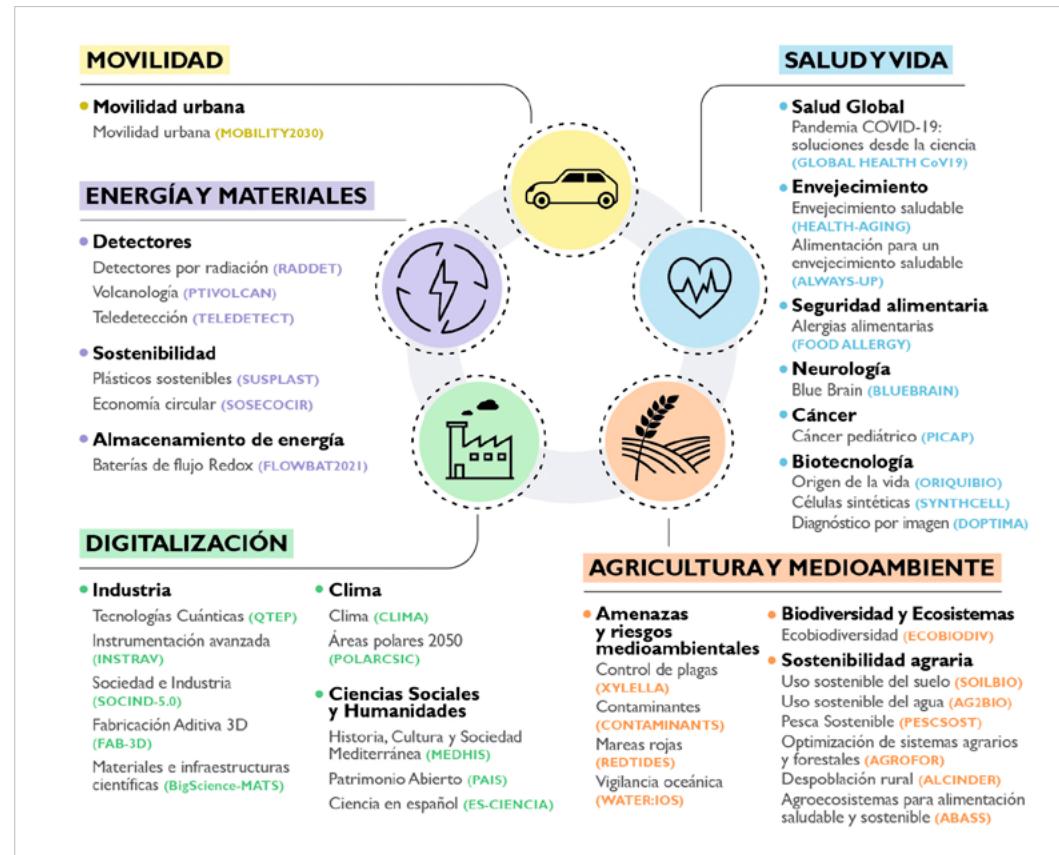 MOVILIDAD
• Movilidad urbana
Movilidad urbana (MOBILITY2030)
ENERGÍA Y MATERIALES
• Detectores
Detectores por radiación (RADDET)
Volcanología (PTIVOLCAN)
Teledetección (TELEDETECT)
• Sostenibilidad
Plásticos sostenibles (SUSPLAST)
Economía circular (SOSECOCIR)
• Almacenamiento de energía
Baterías de flujo Redox (FLOWBAT2021)
SALUD Y VIDA
• Salud Global
Pandemia COVID-19:
soluciones desde la ciencia
(GLOBAL HEALTH CoV19)
• Envejecimiento
Envejecimiento saludable
(HEALTH-AGING)
Alimentación para un
envejecimiento saludable
(ALWAYS-UP)
• Seguridad alimentaria
Alergias alimentarias
(FOOD ALLERGY)
• Neurología
Blue Brain (BLUEBRAIN)
• Cáncer
Cáncer pediátrico (PICAP)
• Biotecnología
Origen de la vida (ORIQUIBIO)
Células sintéticas (SYNTHCELL)
Diagnóstico por imagen (DOPTIMA)
DIGITALIZACIÓN
• Industria
Tecnologías Cuánticas (QTEP)
Instrumentación avanzada
(INSTRAV)
Sociedad e Industria
(SOCIND-5.0)
Fabricación Aditiva 3D
(FAB-3D)
Materiales e infraestructuras
científicas (BigScience-MATS)
• Clima
Clima (CLIMA)
Áreas polares 2050
(POLARCSIC)
• Ciencias Sociales
y Humanidades
Historia, Cultura y Sociedad
Mediterránea (MEDHIS)
Patrimonio Abierto (PAIS)
Ciencia en español (ES-CIENCIA)
AGRICULTURA Y MEDIOAMBIENTE
• Amenazas
y riesgos
medioambientales
Control de plagas
(XYLELLA)
Contaminantes
(CONTAMINANTS)
Mareas rojas
(REDTIDES)
Vigilancia oceánica
(WATER:IOS)
• Biodiversidad y Ecosistemas
Ecobiodiversidad (ECOBIODIV)
• Sostenibilidad agraria
Uso sostenible del suelo (SOILBIO)
Uso sostenible del agua (AG2BIO)
Pesca Sostenible (PESCSOST)
Optimización de sistemas agrarios
y forestales (AGROFOR)
Despoblación rural (ALCINDER)
Agroecosistemas para alimentación
saludable y sostenible (ABASS)